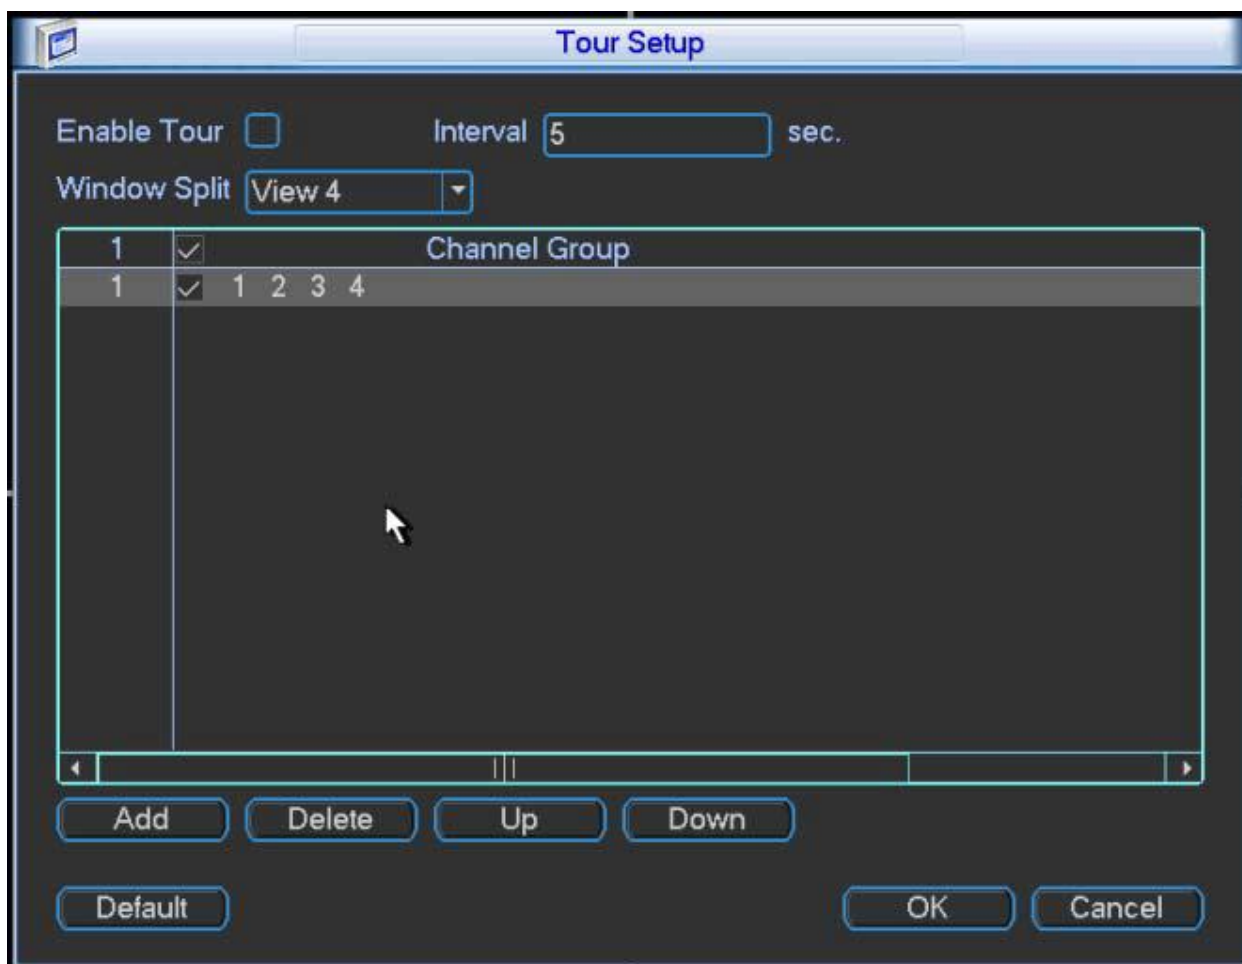 Tour Setup
Enable Tour Interval 5 sec.
Window Split View 4
1 Channel Group
1 1 2 3 4
Add Delete Up Down
Default OK Cancel